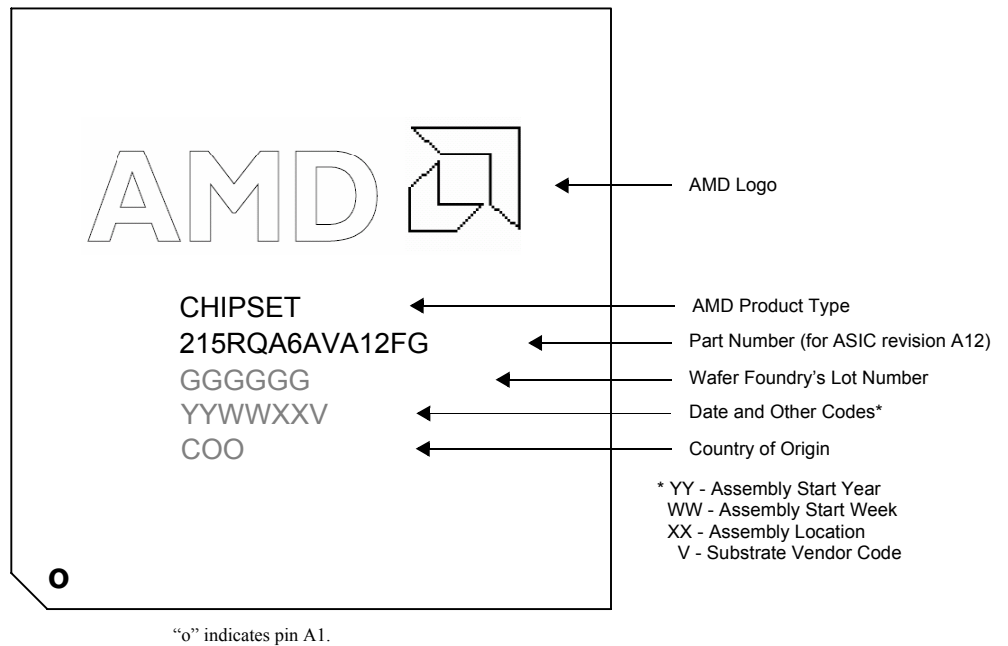 AMD
AMD Logo
CHIPSET
AMD Product Type
215RQA6AVA12FG
Part Number (for ASIC revision A12)
GGGGGG
Wafer Foundry's Lot Number
YYWWXXV
Date and Other Codes*
COO
Country of Origin
* YY - Assembly Start Year
WW - Assembly Start Week
XX - Assembly Location
V - Substrate Vendor Code
o
“o” indicates pin A1.